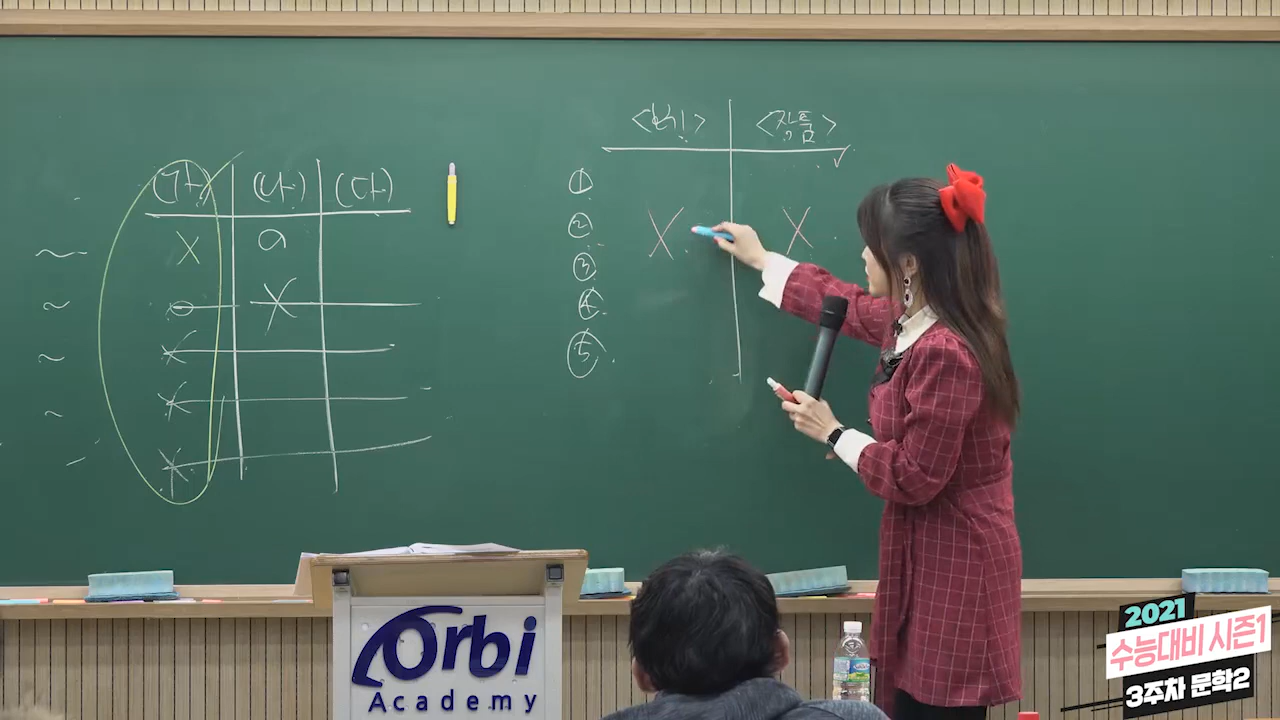 (가) (나) (다)
X O
O X
X
X
X
<보기> <작품>
①
② X X
③
④
⑤
Orbi
Academy
2021
수능대비 시즌1
3주차 문학2